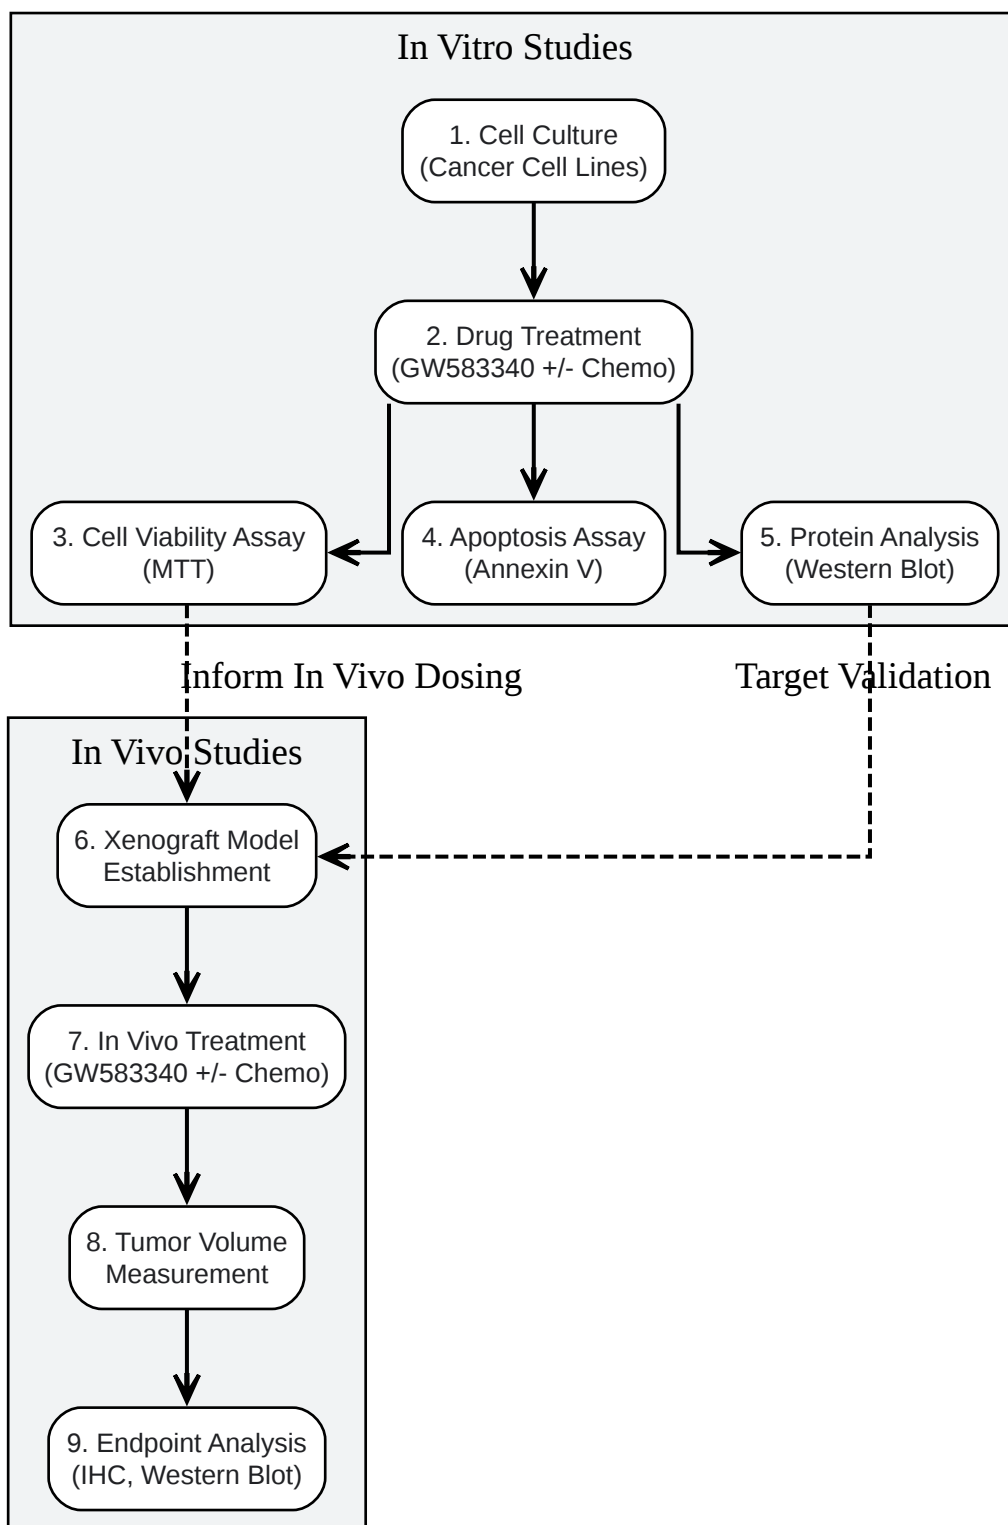 In Vitro Studies
1. Cell Culture
(Cancer Cell Lines)
2. Drug Treatment
(GW583340 +/- Chemo)
3. Cell Viability Assay
(MTT)
4. Apoptosis Assay
(Annexin V)
5. Protein Analysis
(Western Blot)
Inform In Vivo Dosing
Target Validation
In Vivo Studies
6. Xenograft Model
Establishment
7. In Vivo Treatment
(GW583340 +/- Chemo)
8. Tumor Volume
Measurement
9. Endpoint Analysis
(IHC, Western Blot)